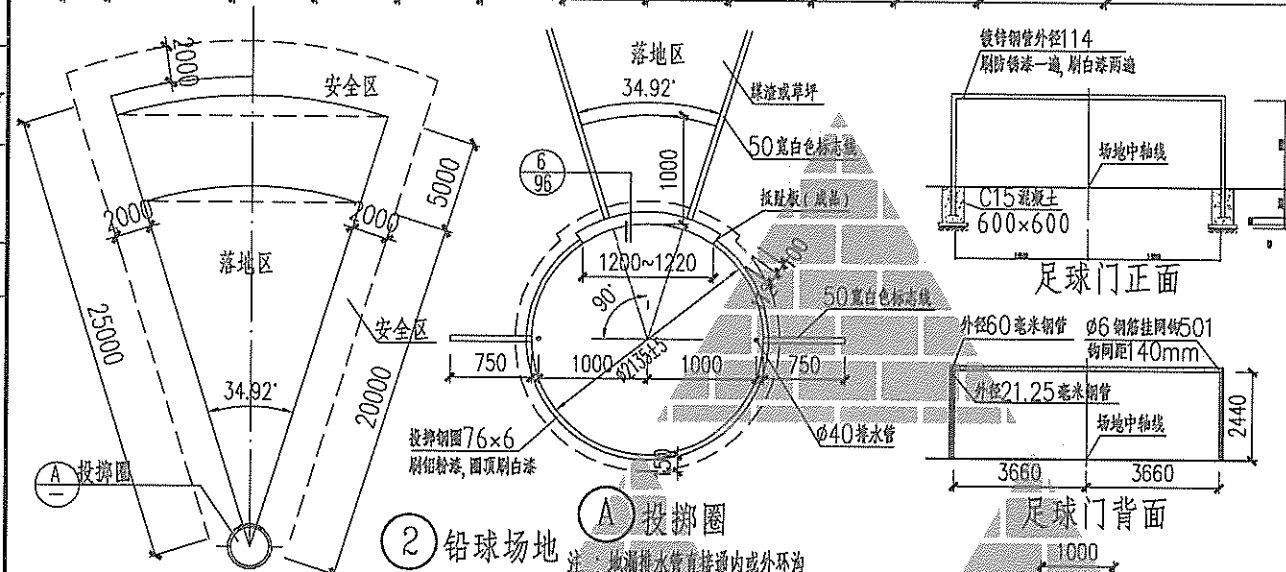 2000
安全区
5000
2000
2000
落地区
安全区
25000
20000
34.92°
A
投掷圈
2 铅球场地
落地区
34.92°
煤渣或草坪
50宽白色标志线
1000
6
96
抵趾板(成品)
1200~1220
90°
50宽白色标志线
750
1000
1000
750
Ø2135±5
投掷钢圈76×6
刷铝粉漆, 圈顶刷白漆
Ø40排水管
A 投掷圈
注
地漏排水管直接通内或外环沟
镀锌钢管外径114
刷防锈漆一遍, 刷白漆两遍
场地中轴线
C15混凝土
600×600
足球门正面
外径60毫米钢管
Ø6钢筋挂网钩501
钩间距140mm
外径21.25毫米钢管
场地中轴线
2440
3660
3660
足球门背面
1000